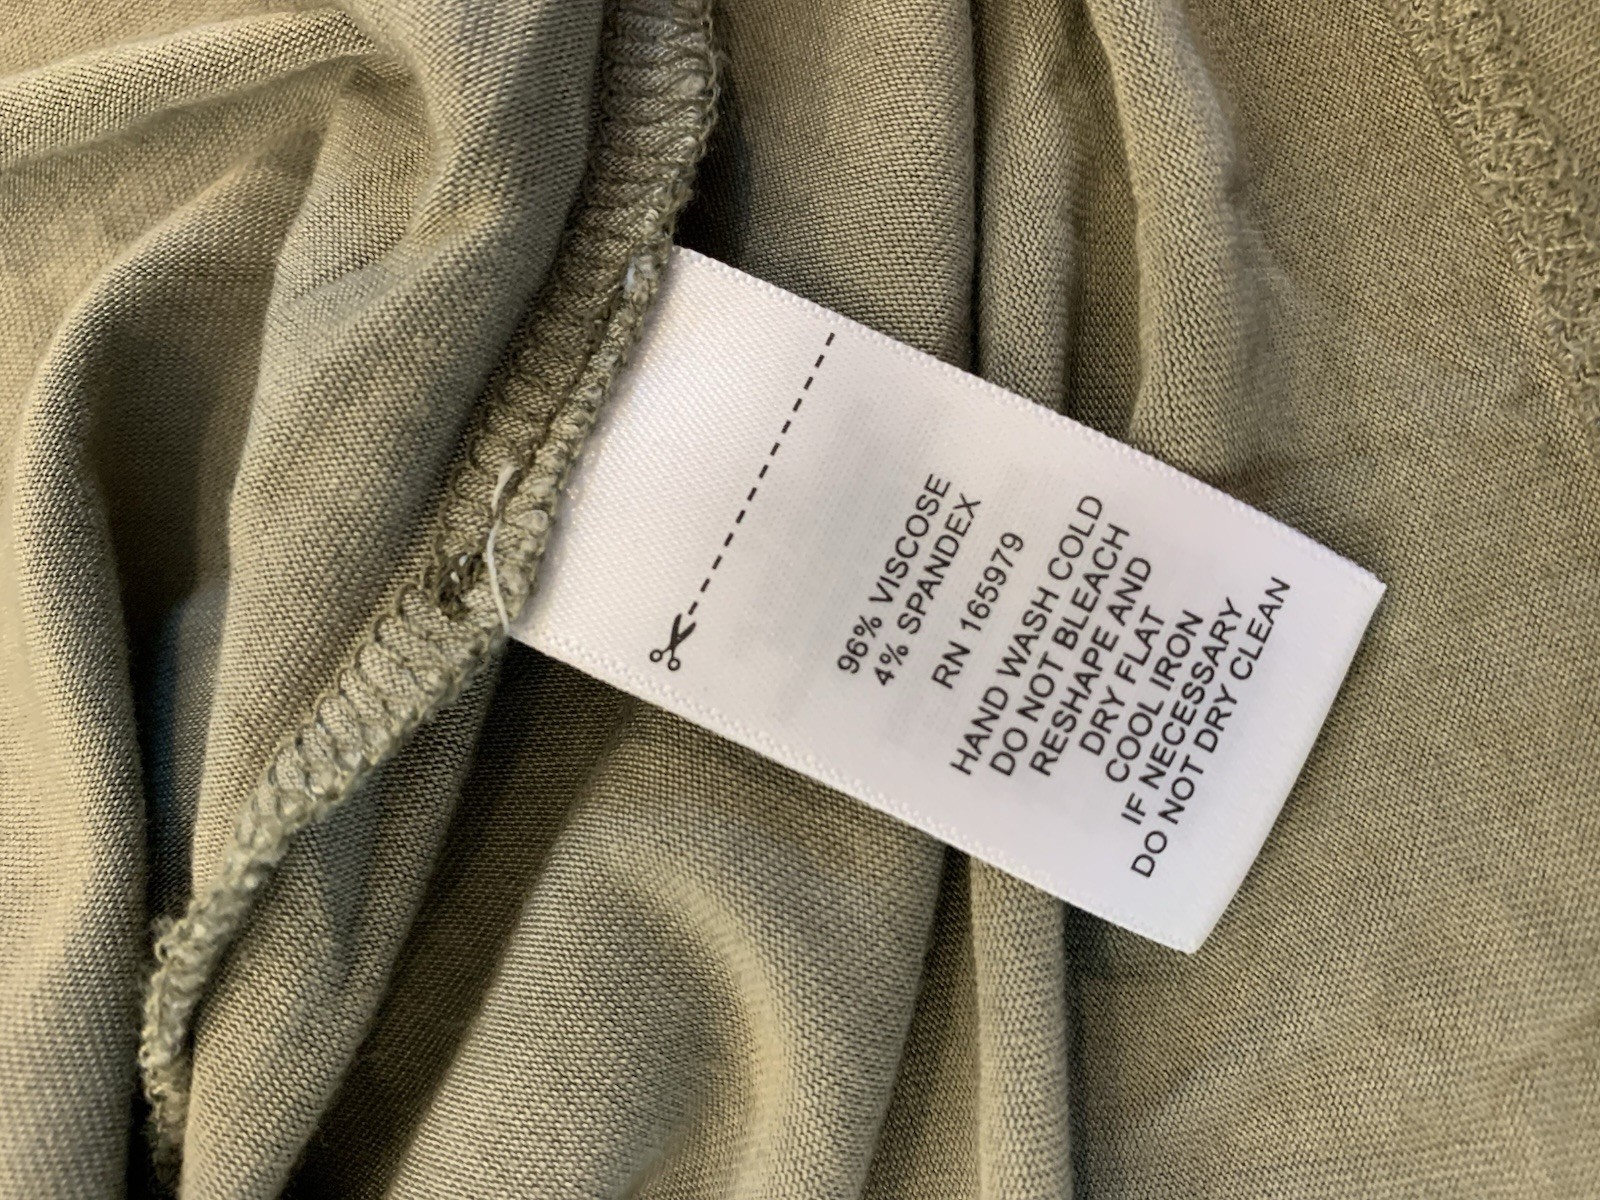 96% VISCOSE
4% SPANDEX
RN 165979
HAND WASH COLD
DO NOT BLEACH
RESHAPE AND
DRY FLAT
COOL IRON
IF NECESSARY
DO NOT DRY CLEAN